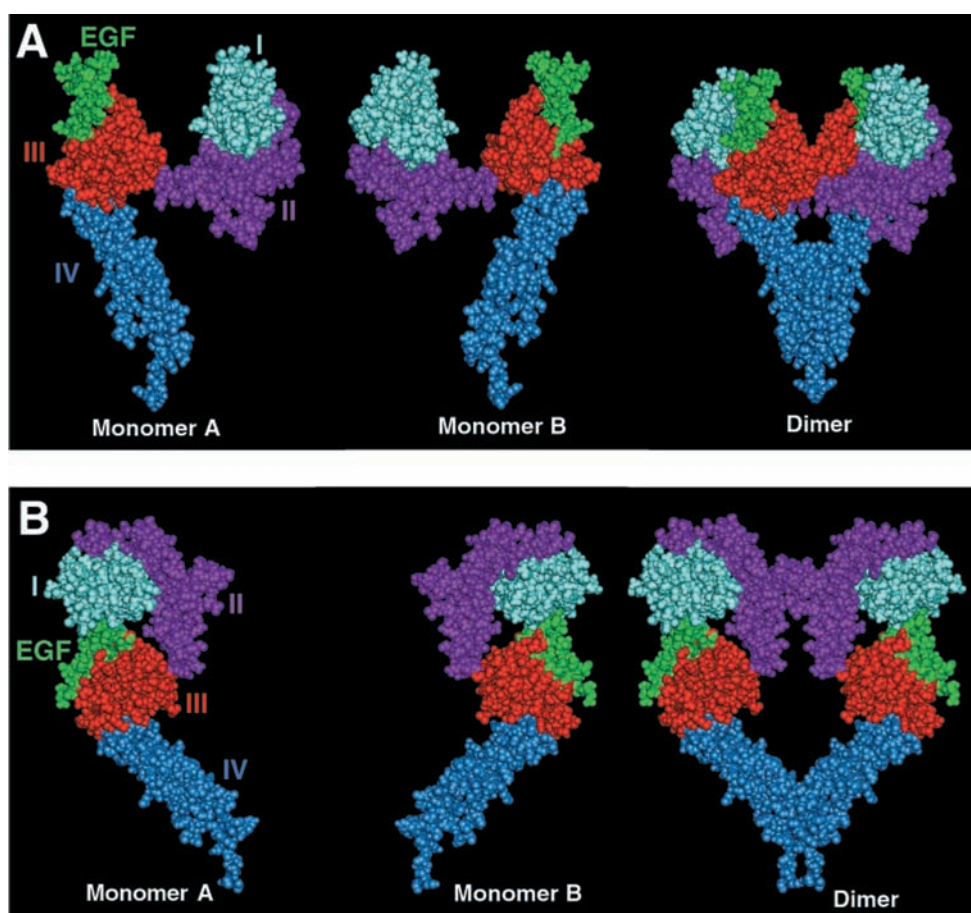 A
EGF
I
III
II
IV
Monomer A
Monomer B
Dimer
B
I
II
EGF
III
IV
Monomer A
Monomer B
Dimer